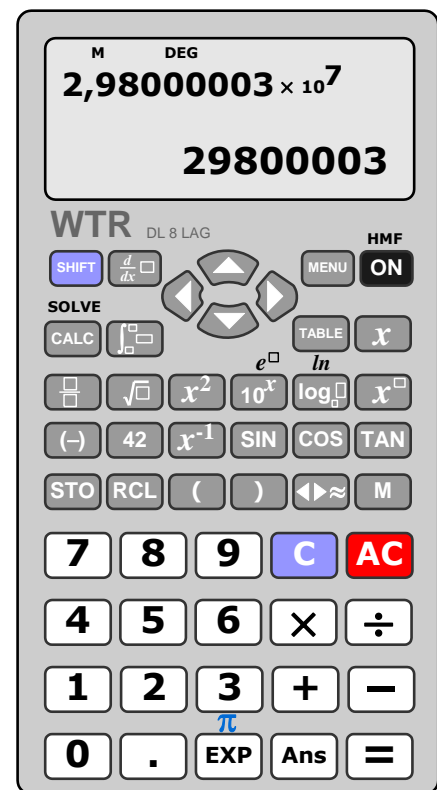 M DEG
2,98000003 × 10⁷
29800003
WTR DL 8 LAG
HMF
SHIFT d/dx □ MENU ON
SOLVE
CALC ∫□ □ TABLE x
e□ ln
□/□ √□ x² 10ˣ log□□ x□
(–) 42 x⁻¹ SIN COS TAN
STO RCL ( ) ◀▶≈ M
7 8 9 C AC
4 5 6 × ÷
1 2 3 + −
π
0 . EXP Ans =